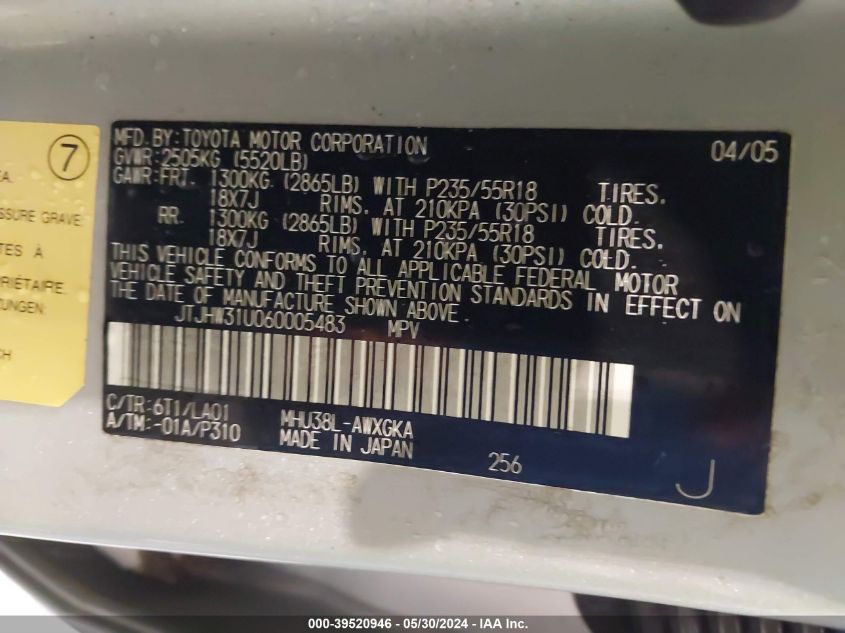 7
EA.
SSURE GRAVE.
TES À
RIÉTAIRE.
TUNGEN:
CH
MFD.BY:TOYOTA MOTOR CORPORATION 04/05
GVWR:2505KG (5520LB)
GAWR:FRT. 1300KG (2865LB) WITH P235/55R18 TIRES.
18X7J RIMS. AT 210KPA (30PSI) COLD.
RR. 1300KG (2865LB) WITH P235/55R18 TIRES.
18X7J RIMS. AT 210KPA (30PSI) COLD.
THIS VEHICLE CONFORMS TO ALL APPLICABLE FEDERAL MOTOR
VEHICLE SAFETY AND THEFT PREVENTION STANDARDS IN EFFECT ON
THE DATE OF MANUFACTURE SHOWN ABOVE.
JTJHW31U060005483 MPV
C/TR:6T1/LA01 MHU38L-AWXGKA
A/TM:-01A/P310 MADE IN JAPAN
256 J
000-39520946 - 05/30/2024 - IAA Inc.